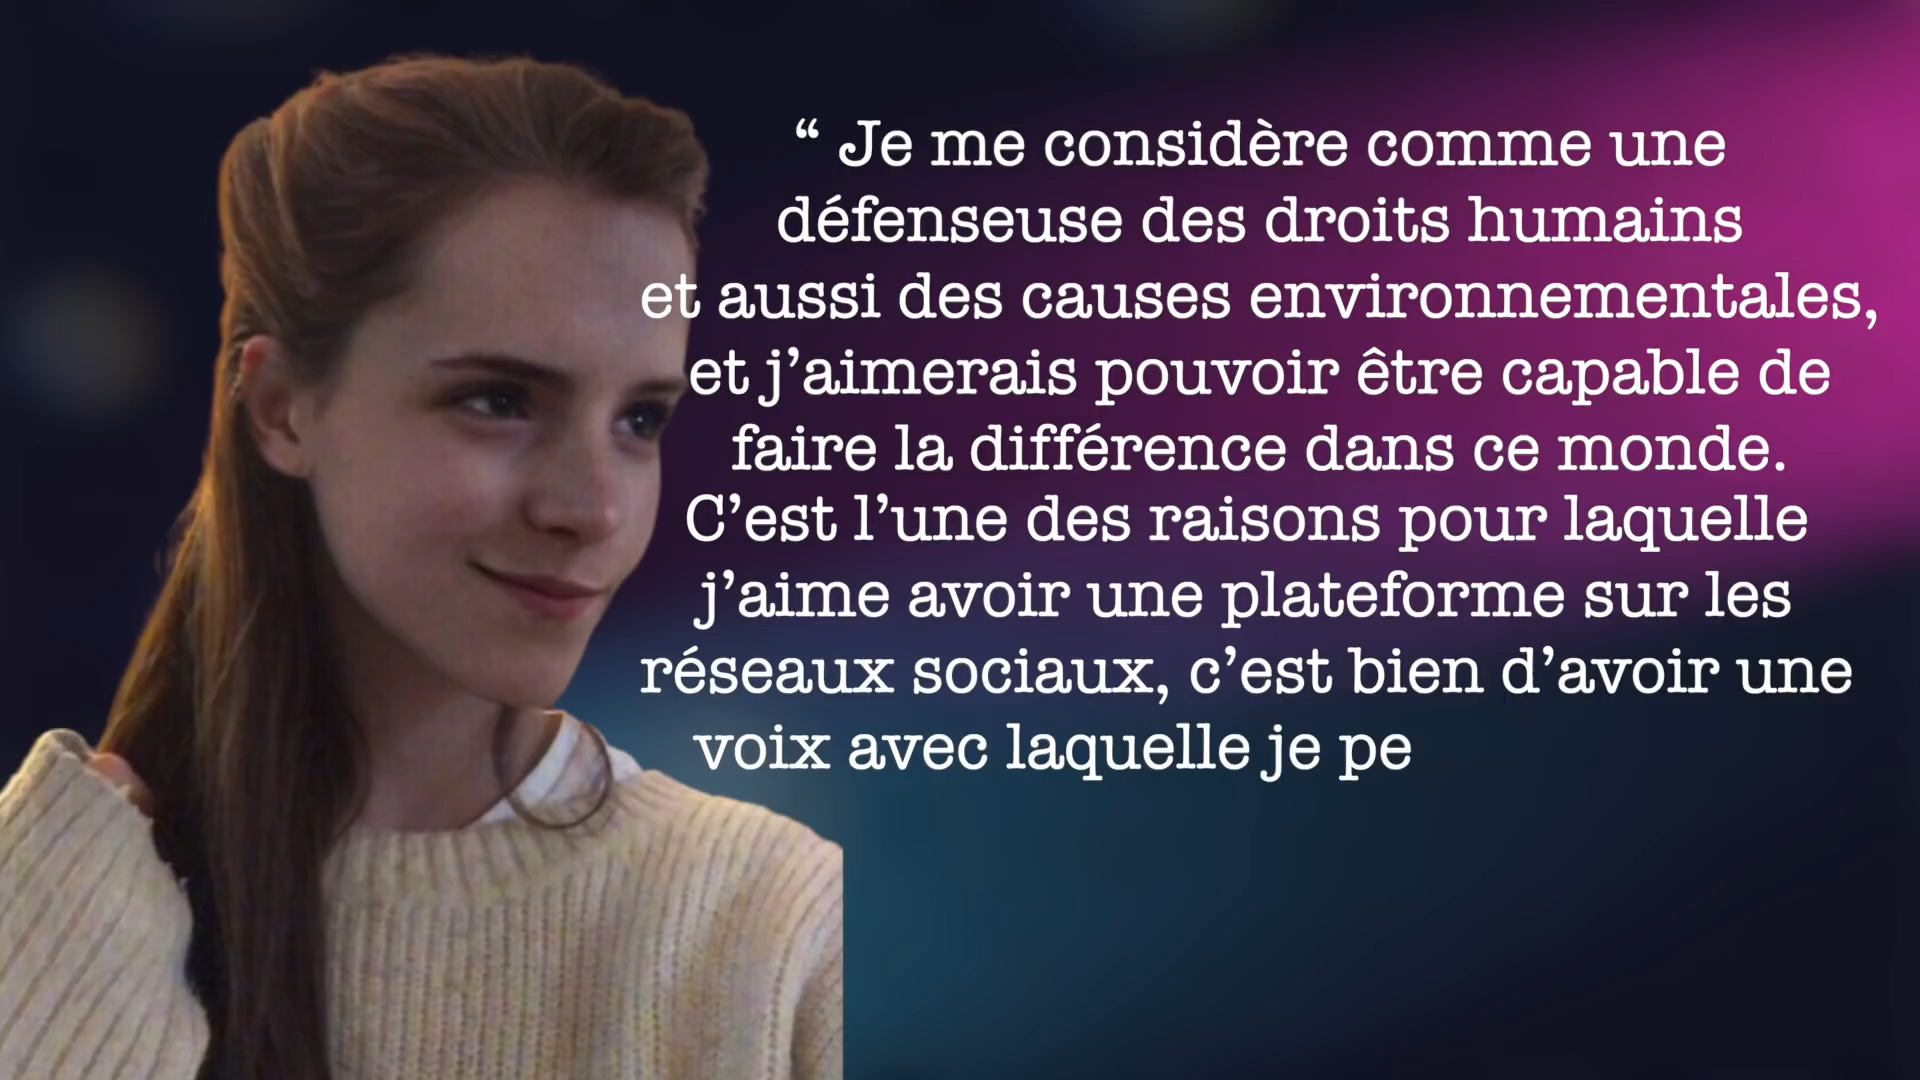 “ Je me considère comme une
défenseuse des droits humains
et aussi des causes environnementales,
et j’aimerais pouvoir être capable de
faire la différence dans ce monde.
C’est l’une des raisons pour laquelle
j’aime avoir une plateforme sur les
réseaux sociaux, c’est bien d’avoir une
voix avec laquelle je pe